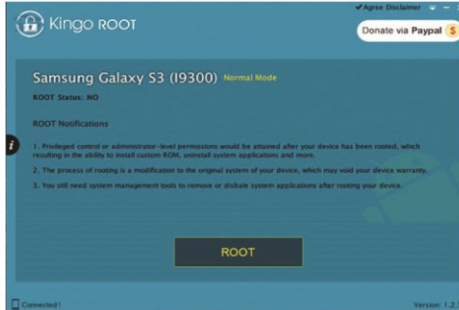 ✔Agree Disclaimer
Kingo ROOT
Donate via Paypal $
Samsung Galaxy S3 (I9300) Normal Mode
ROOT Status: NO
ROOT Notifications
1. Privileged control or administrator-level permissions would be attained after your device has been rooted, which
resulting in the ability to install custom ROM, uninstall system applications and more.
2. The process of rooting is a modification to the original system of your device, which may void your device warranty.
3. You still need system management tools to remove or disbale system applications after rooting your device.
i
ROOT
Connected!
Version 1.2.